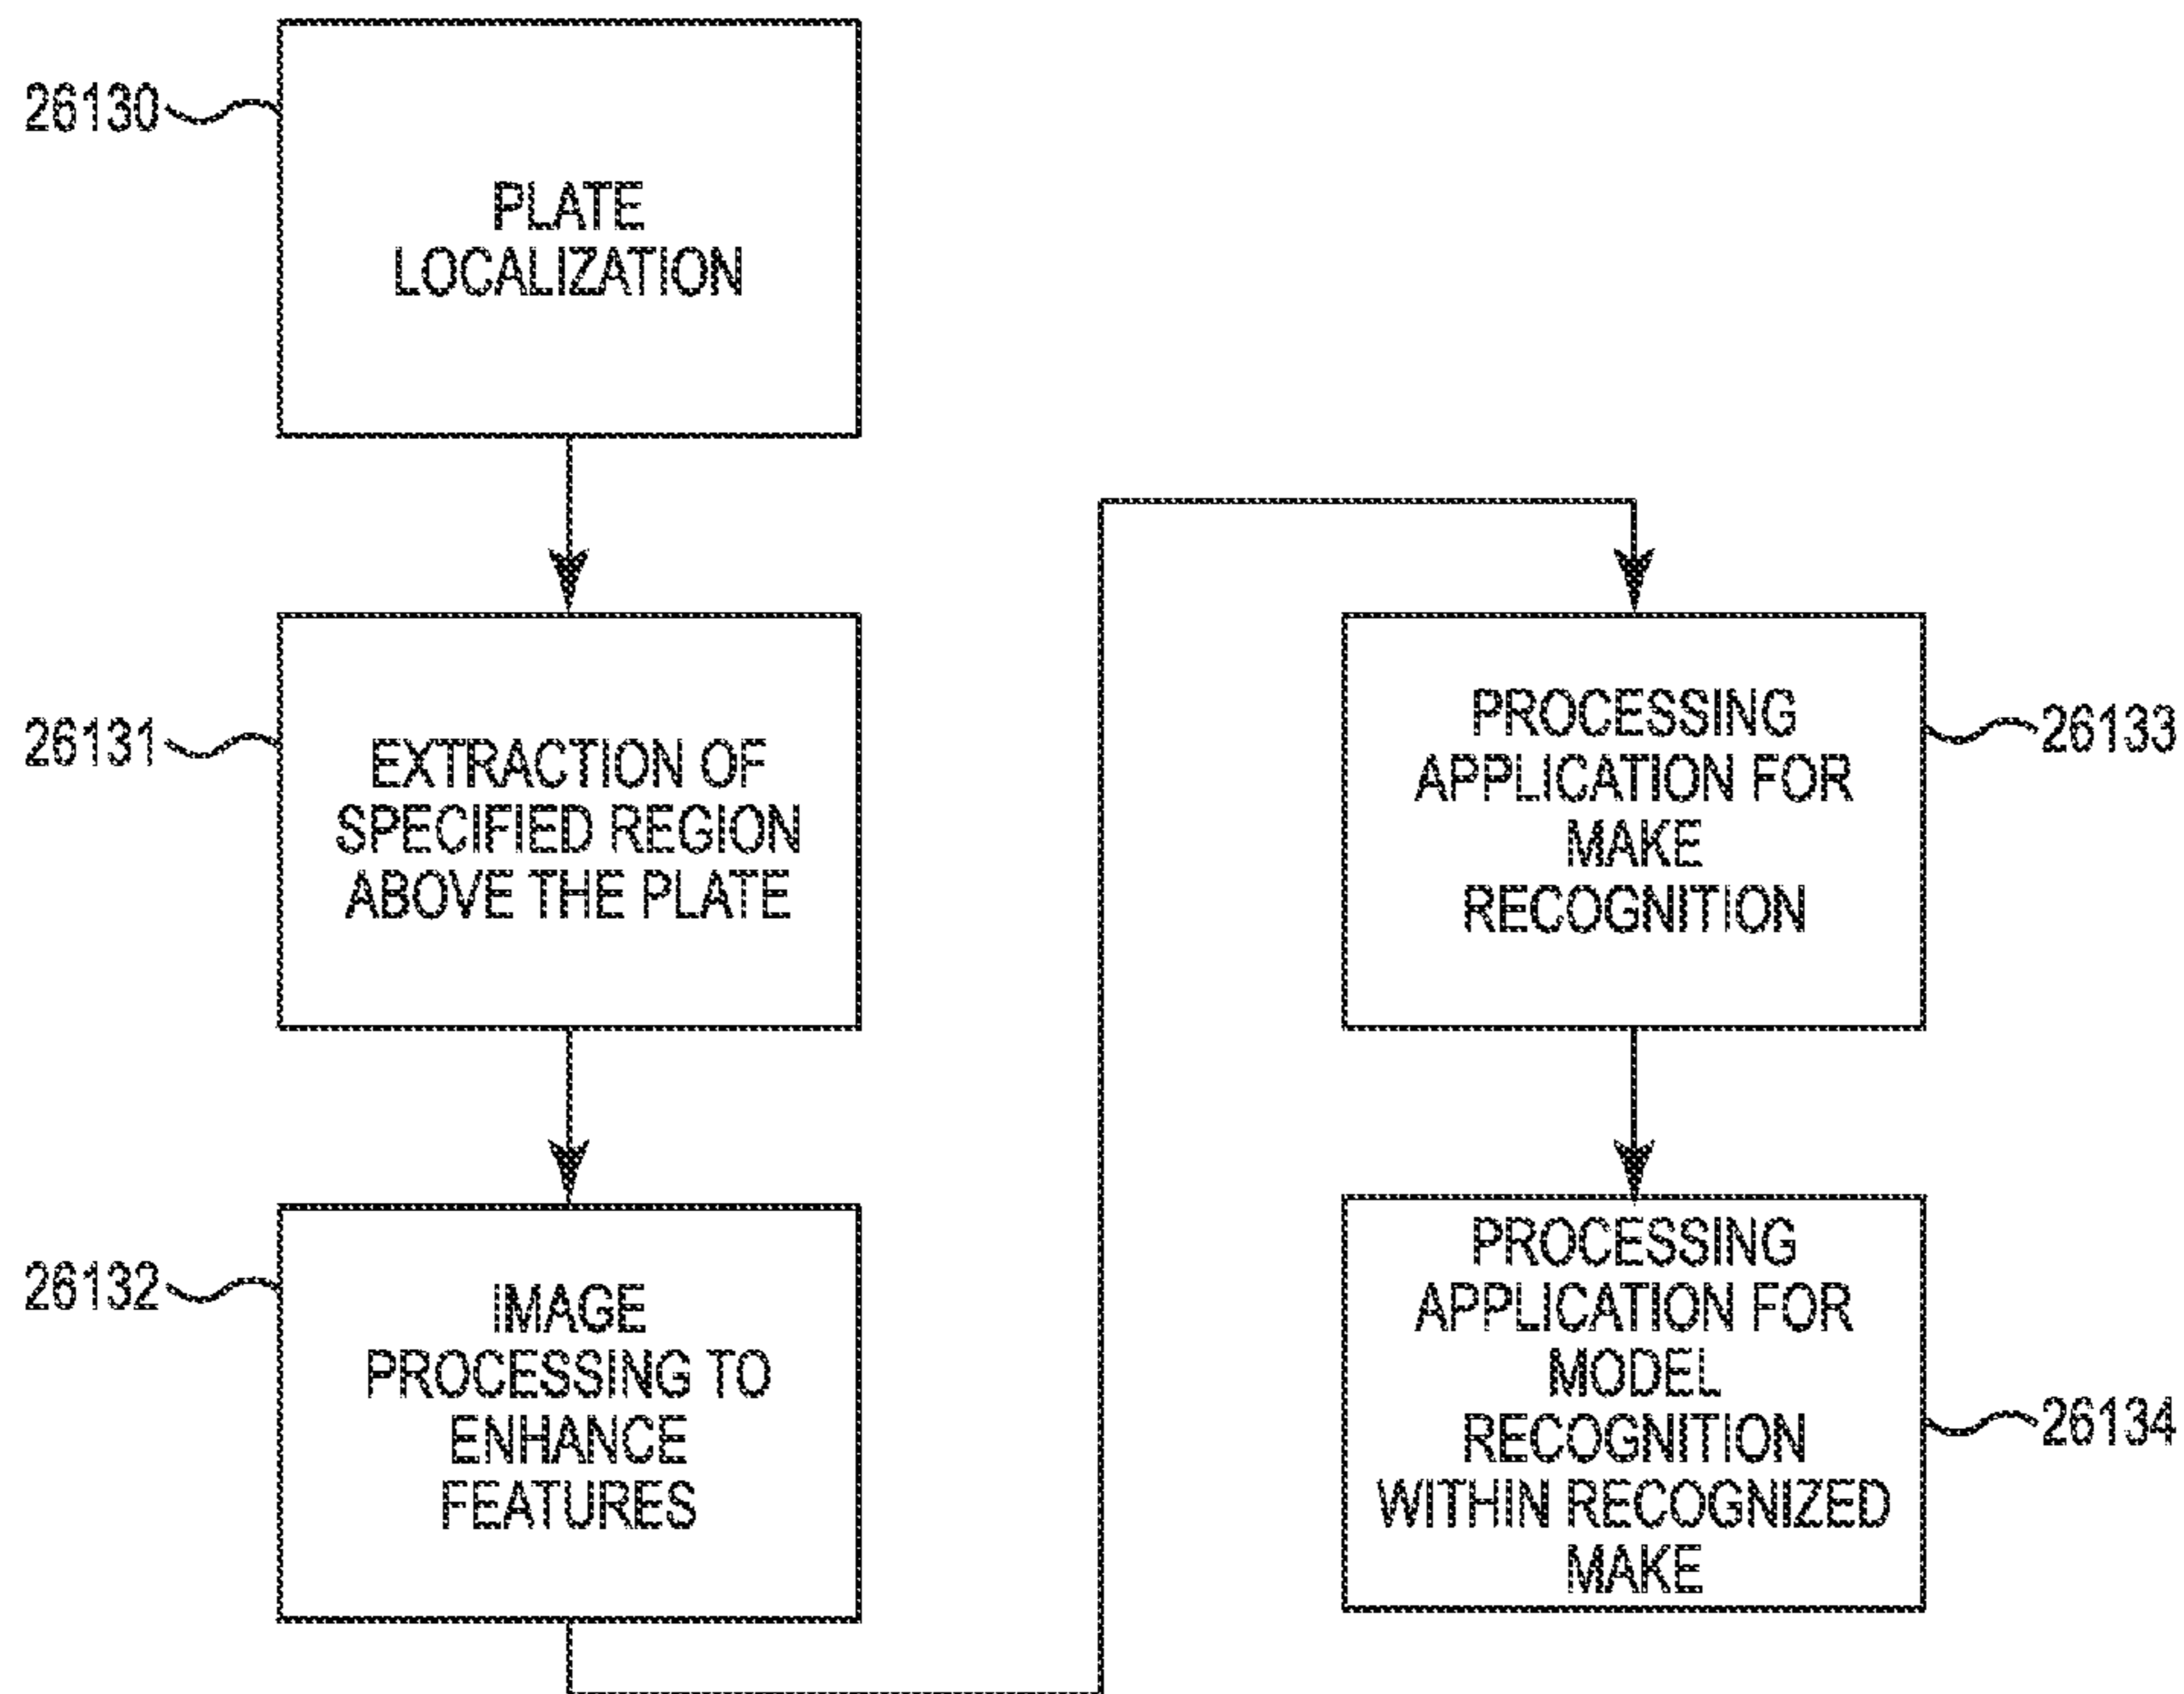 26130
PLATE
LOCALIZATION
26131
EXTRACTION OF
SPECIFIED REGION
ABOVE THE PLATE
26132
IMAGE
PROCESSING TO
ENHANCE
FEATURES
PROCESSING
APPLICATION FOR
MAKE
RECOGNITION
26133
PROCESSING
APPLICATION FOR
MODEL
RECOGNITION
WITHIN RECOGNIZED
MAKE
26134